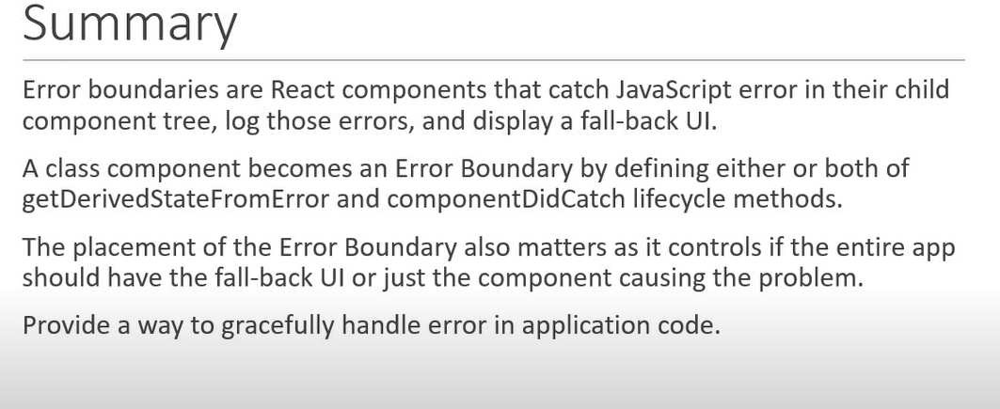 Summary
Error boundaries are React components that catch JavaScript error in their child
component tree, log those errors, and display a fall-back UI.
A class component becomes an Error Boundary by defining either or both of
getDerivedStateFromError and componentDidCatch lifecycle methods.
The placement of the Error Boundary also matters as it controls if the entire app
should have the fall-back UI or just the component causing the problem.
Provide a way to gracefully handle error in application code.